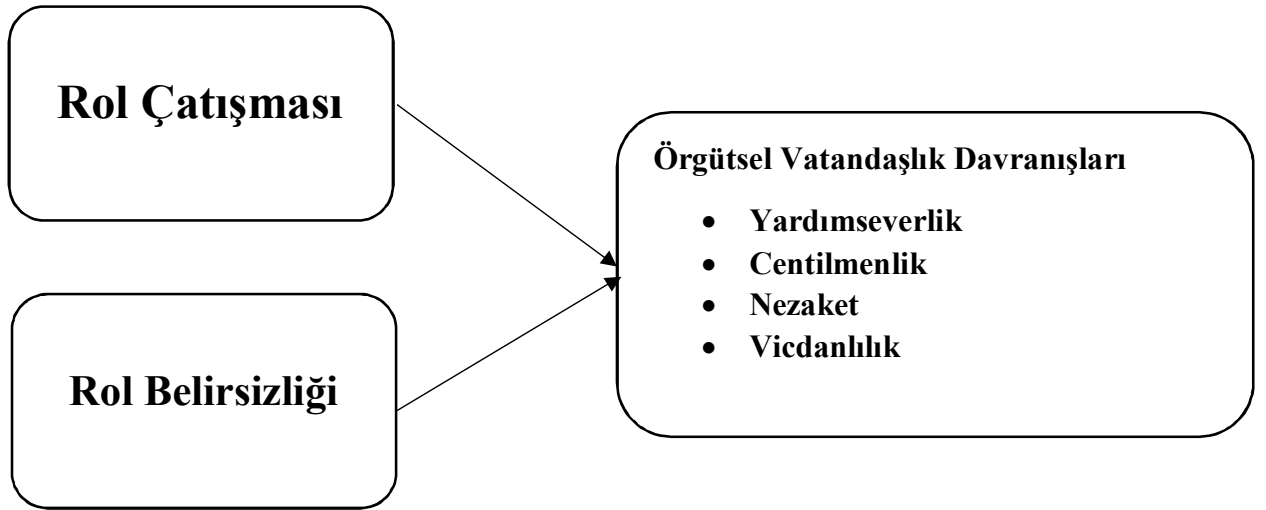 Rol Çatışması
Rol Belirsizliği
Örgütsel Vatandaşlık Davranışları
• Yardımseverlik
• Centilmenlik
• Nezaket
• Vicdanlılık